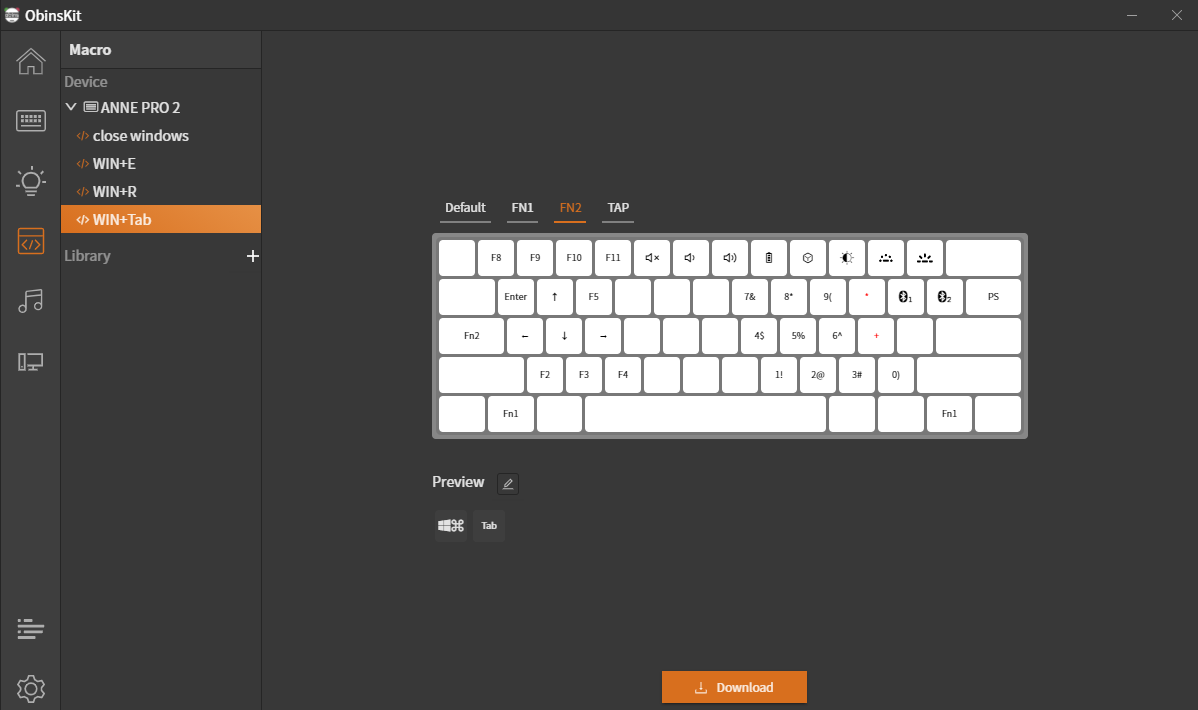 ObinsKit
Macro
Device
ANNE PRO 2
close windows
WIN+E
WIN+R
WIN+Tab
Library +
Default FN1 FN2 TAP
F8 F9 F10 F11
Enter ↑ F5 7& 8* 9( * 1 2 PS
Fn2 ← ↓ → 4$ 5% 6^ +
F2 F3 F4 1! 2@ 3# 0)
Fn1 Fn1
Preview
Tab
Download